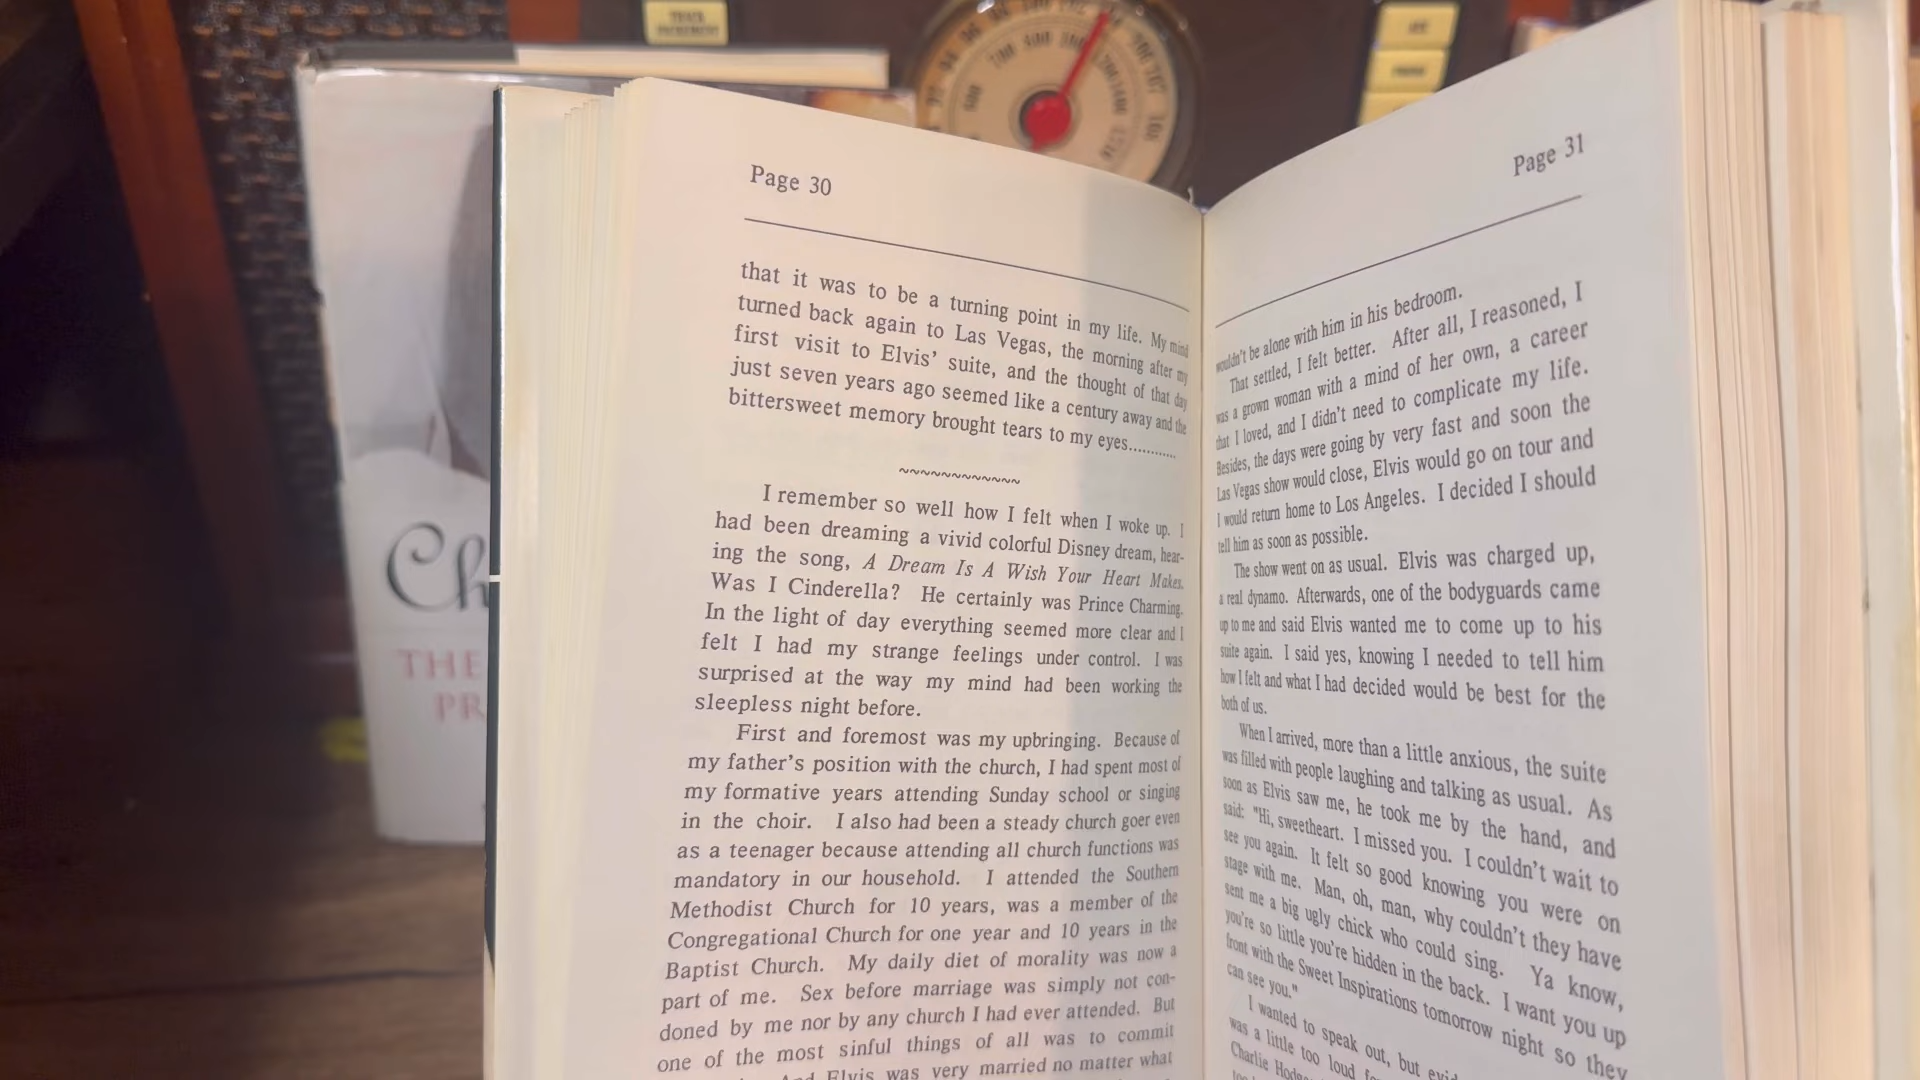 TRACK
Ch
THE
PR
Page 30
that it was to be a turning point in my life. My mind
turned back again to Las Vegas, the morning after my
first visit to Elvis' suite, and the thought of that day
just seven years ago seemed like a century away and the
bittersweet memory brought tears to my eyes............
~~~~~~~~~~~~
I remember so well how I felt when I woke up. I
had been dreaming a vivid colorful Disney dream, hear-
ing the song, A Dream Is A Wish Your Heart Makes.
Was I Cinderella? He certainly was Prince Charming.
In the light of day everything seemed more clear and I
felt I had my strange feelings under control. I was
surprised at the way my mind had been working the
sleepless night before.
First and foremost was my upbringing. Because of
my father's position with the church, I had spent most of
my formative years attending Sunday school or singing
in the choir. I also had been a steady church goer even
as a teenager because attending all church functions was
mandatory in our household. I attended the Southern
Methodist Church for 10 years, was a member of the
Congregational Church for one year and 10 years in the
Baptist Church. My daily diet of morality was now a
part of me. Sex before marriage was simply not con-
doned by me nor by any church I had ever attended. But
one of the most sinful things of all was to commit
And Elvis was very married no matter what
Page 31
wouldn't be alone with him in his bedroom.
That settled, I felt better. After all, I reasoned, I
was a grown woman with a mind of her own, a career
that I loved, and I didn't need to complicate my life.
Besides, the days were going by very fast and soon the
Las Vegas show would close, Elvis would go on tour and
I would return home to Los Angeles. I decided I should
tell him as soon as possible.
The show went on as usual. Elvis was charged up,
a real dynamo. Afterwards, one of the bodyguards came
up to me and said Elvis wanted me to come up to his
suite again. I said yes, knowing I needed to tell him
how I felt and what I had decided would be best for the
both of us.
When I arrived, more than a little anxious, the suite
was filled with people laughing and talking as usual. As
soon as Elvis saw me, he took me by the hand, and
said: "Hi, sweetheart. I missed you. I couldn't wait to
see you again. It felt so good knowing you were on
stage with me. Man, oh, man, why couldn't they have
sent me a big ugly chick who could sing. Ya know,
you're so little you're hidden in the back. I want you up
front with the Sweet Inspirations tomorrow night so they
can see you."
I wanted to speak out, but
was a little too loud
Charlie